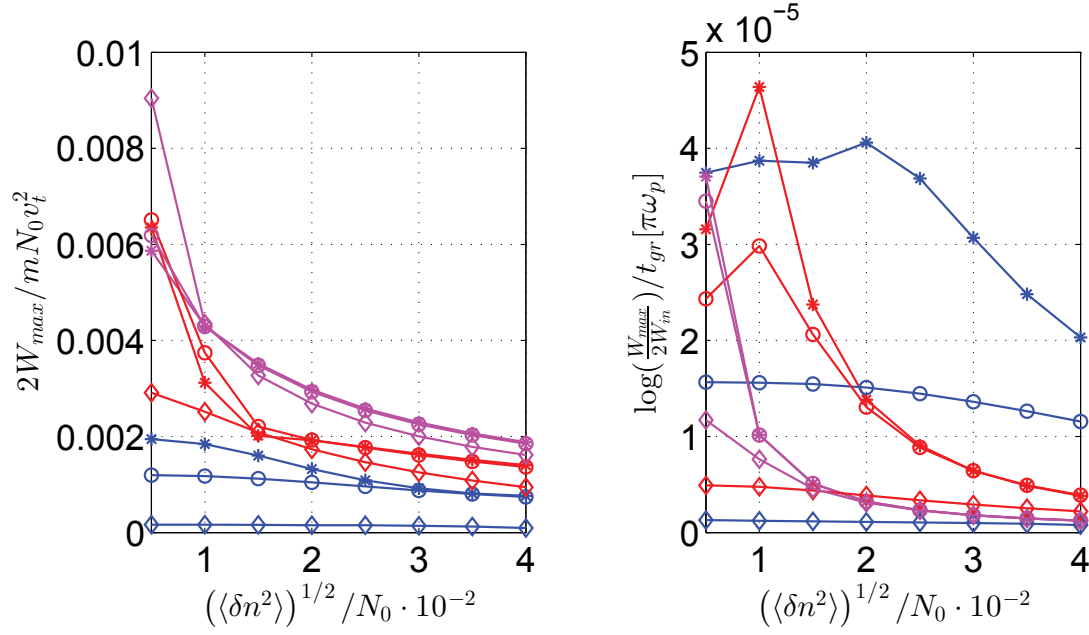 0.01
0.008
0.006
0.004
0.002
0
1 2 3 4
2W_{max}/mN_0v_t^2
(⟨δn^2⟩)^{1/2}/N_0 · 10^{-2}
x 10^{-5}
5
4
3
2
1
0
1 2 3 4
log(\frac{W_{max}}{2W_{in}})/t_{gr}[πω_p]
(⟨δn^2⟩)^{1/2}/N_0 · 10^{-2}